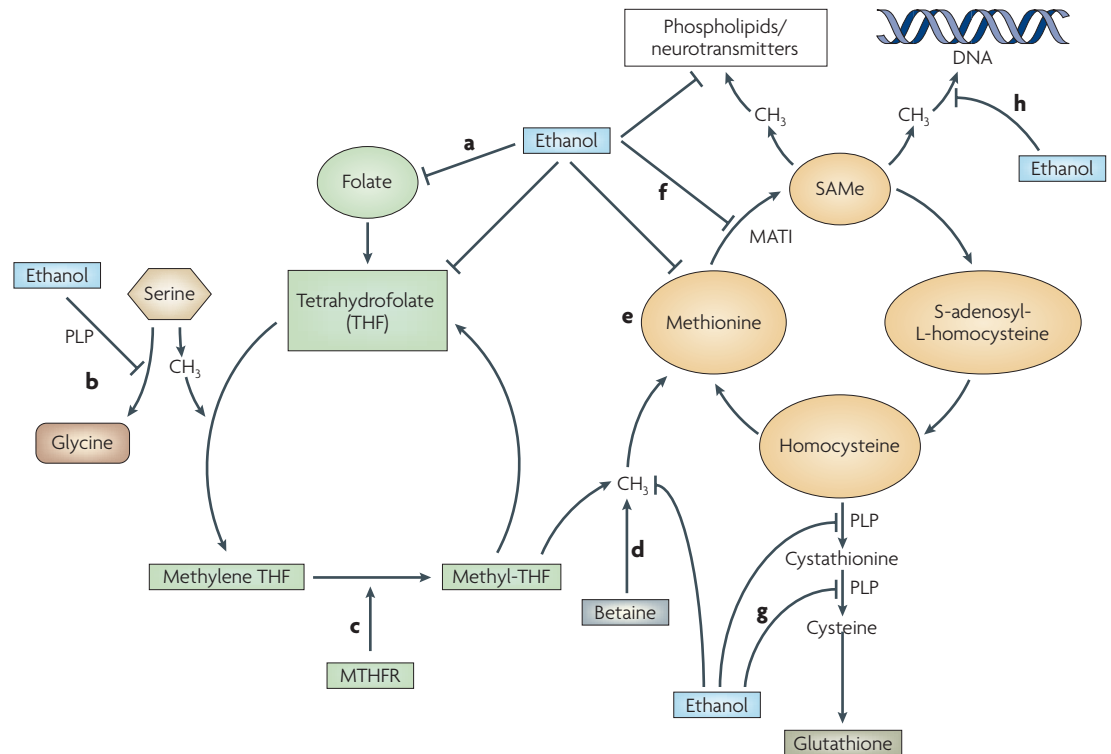 Phospholipids/
neurotransmitters
DNA
CH₃
CH₃
h
Ethanol
a
Ethanol
Folate
f
SAMe
MATI
Ethanol
Serine
PLP
CH₃
b
Glycine
Tetrahydrofolate
(THF)
e
Methionine
S-adenosyl-
L-homocysteine
Homocysteine
CH₃
d
Methylene THF
Methyl-THF
Betaine
c
MTHFR
PLP
Cystathionine
PLP
g
Cysteine
Ethanol
Glutathione